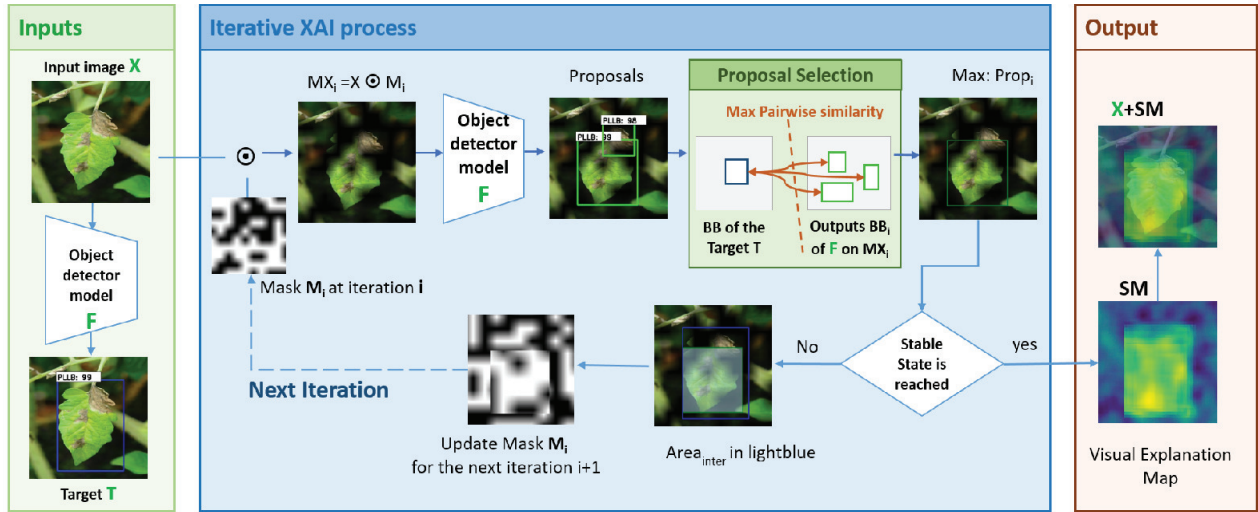 Inputs
Input image X
Object
detector
model
F
PLLB: 99
Target T
Iterative XAI process
MXi =X ⊙ Mi
⊙
Mask Mi at iteration i
Object
detector
model
F
Proposals
PLLB: 98
PLLB: 99
Proposal Selection
Max Pairwise similarity
BB of the
Target T
Outputs BBi
of F on MXi
Max: Propi
Stable
State is
reached
No
yes
Areainter in lightblue
Update Mask Mi
for the next iteration i+1
Next Iteration
Output
X+SM
SM
Visual Explanation
Map